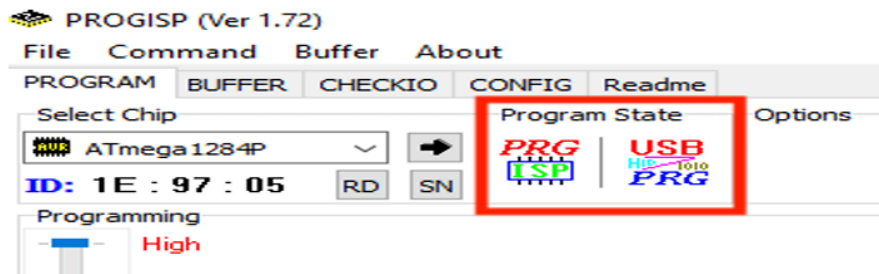 PROGISP (Ver 1.72)
File Command Buffer About
PROGRAM BUFFER CHECKIO CONFIG Readme
Select Chip Program State Options
AVR ATmega1284P PRG ISP USB HID 1010 PRG
ID: 1E : 97 : 05 RD SN
Programming
High